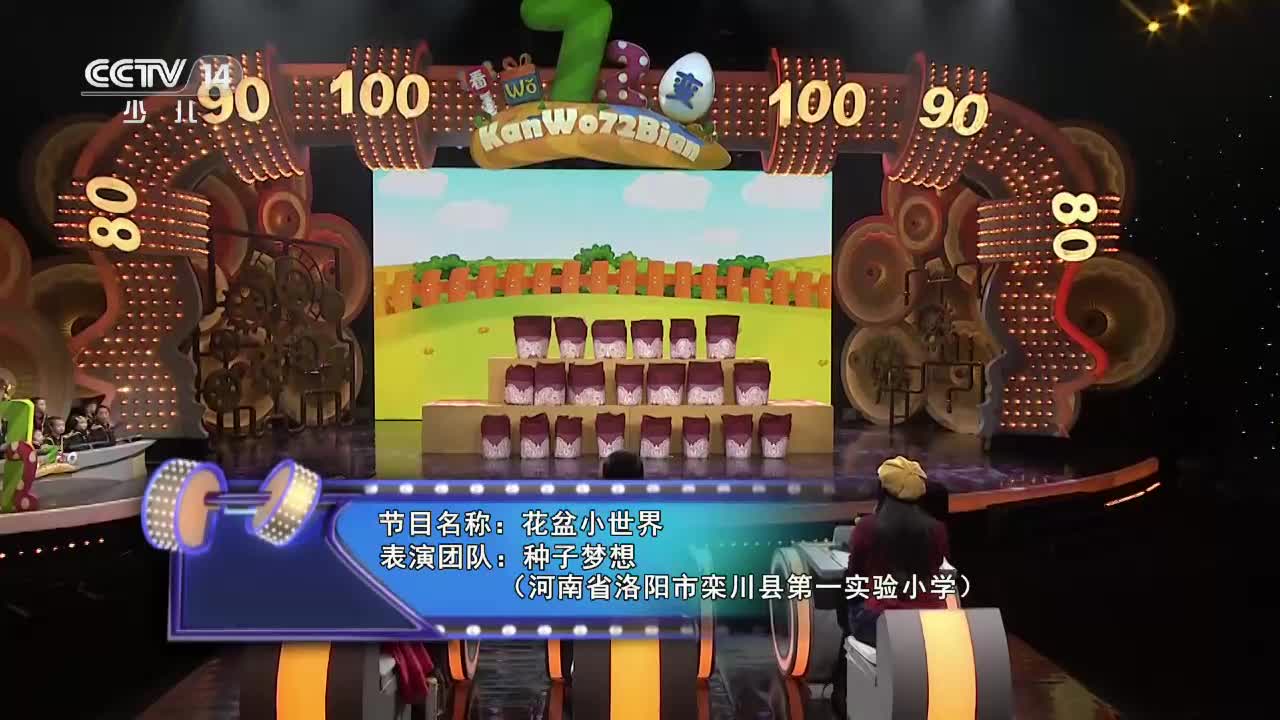 CCTV 14
少儿
90
100
看 Wǒ 72 变
KanWo72Bian
100
90
80
80
节目名称：花盆小世界
表演团队：种子梦想
（河南省洛阳市栾川县第一实验小学）